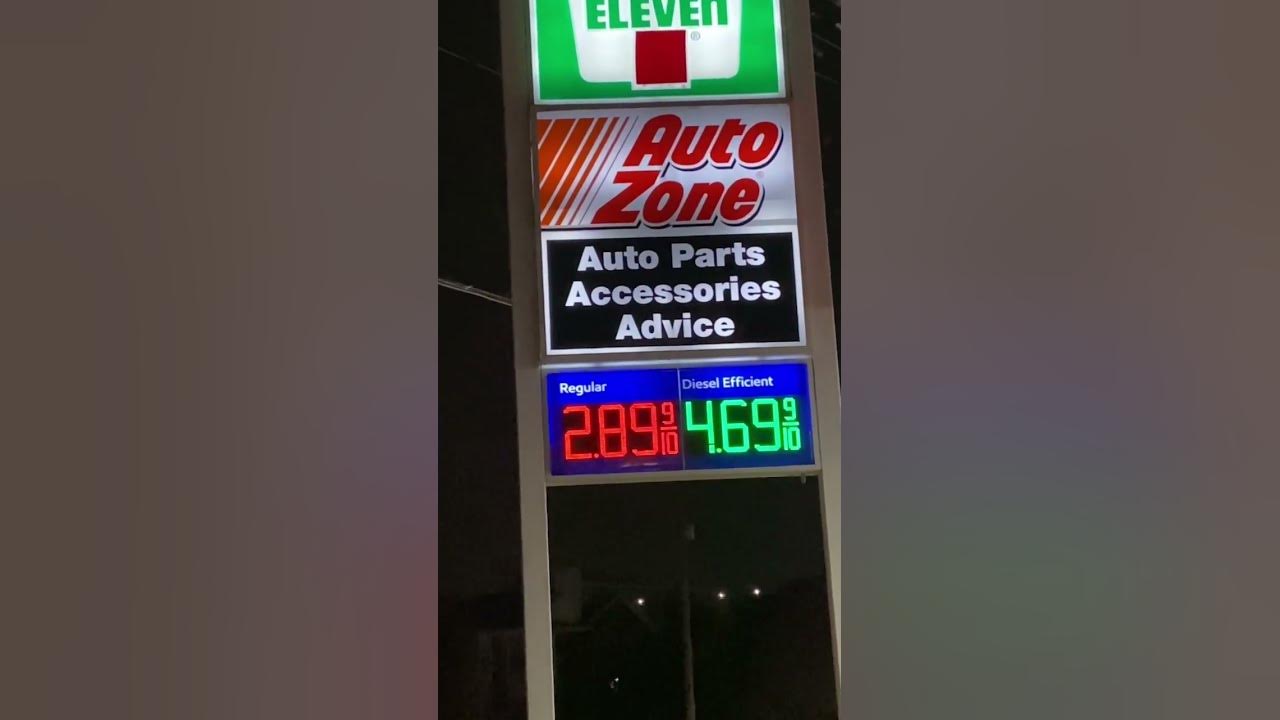 ELEVEn
®
Auto
Zone
Auto Parts
Accessories
Advice
Regular Diesel Efficient
2.89 9/10 4.69 9/10